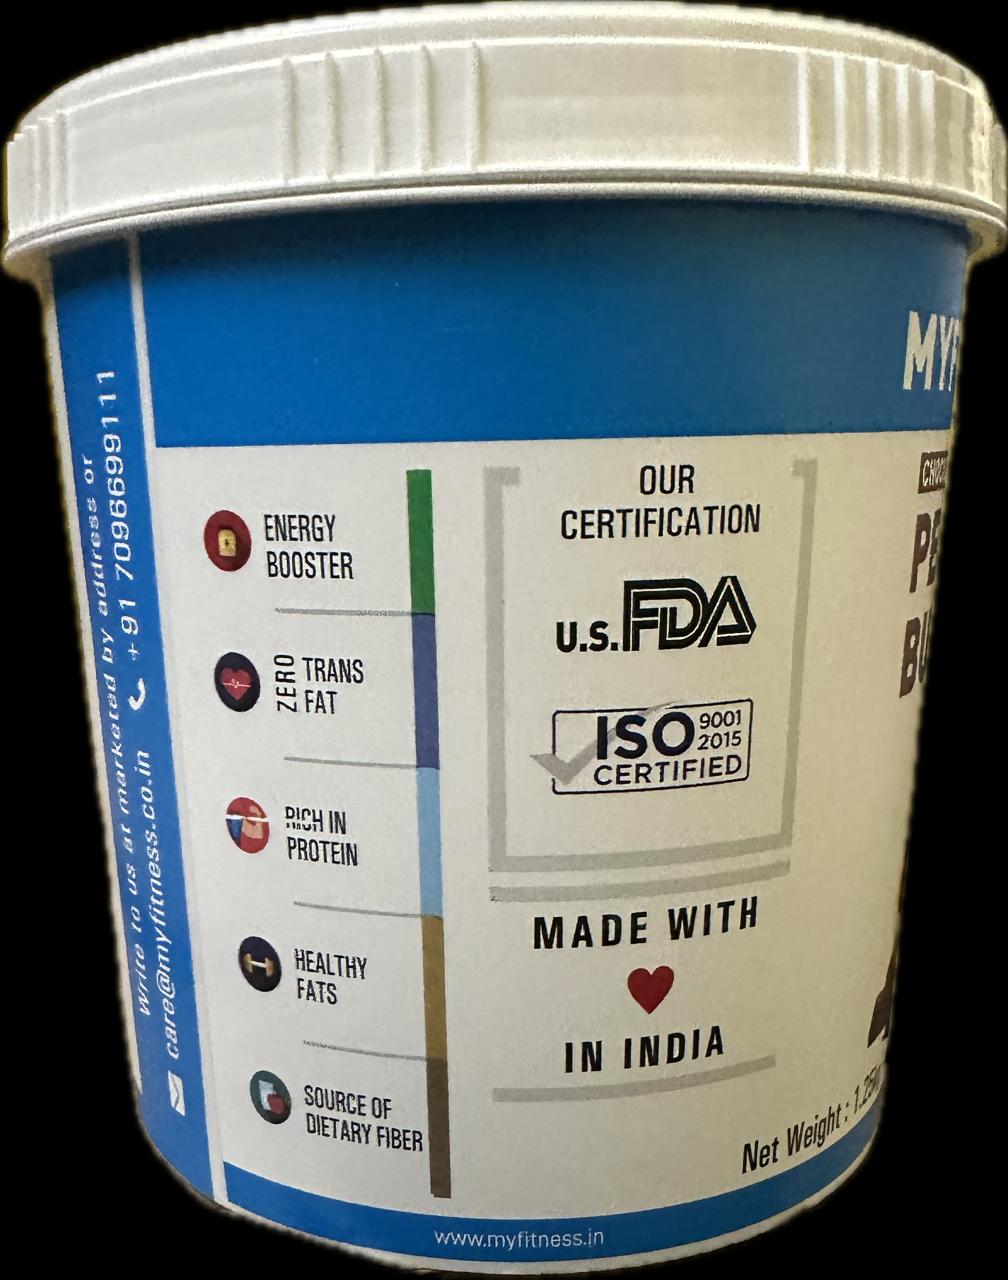 Write to us at marketed by address or
care@myfitness.co.in +91 7096699111
ENERGY
BOOSTER
ZERO TRANS
FAT
RICH IN
PROTEIN
HEALTHY
FATS
SOURCE OF
DIETARY FIBER
OUR
CERTIFICATION
U.S. FDA
ISO 9001
2015
CERTIFIED
MADE WITH
IN INDIA
Net Weight :
www.myfitness.in